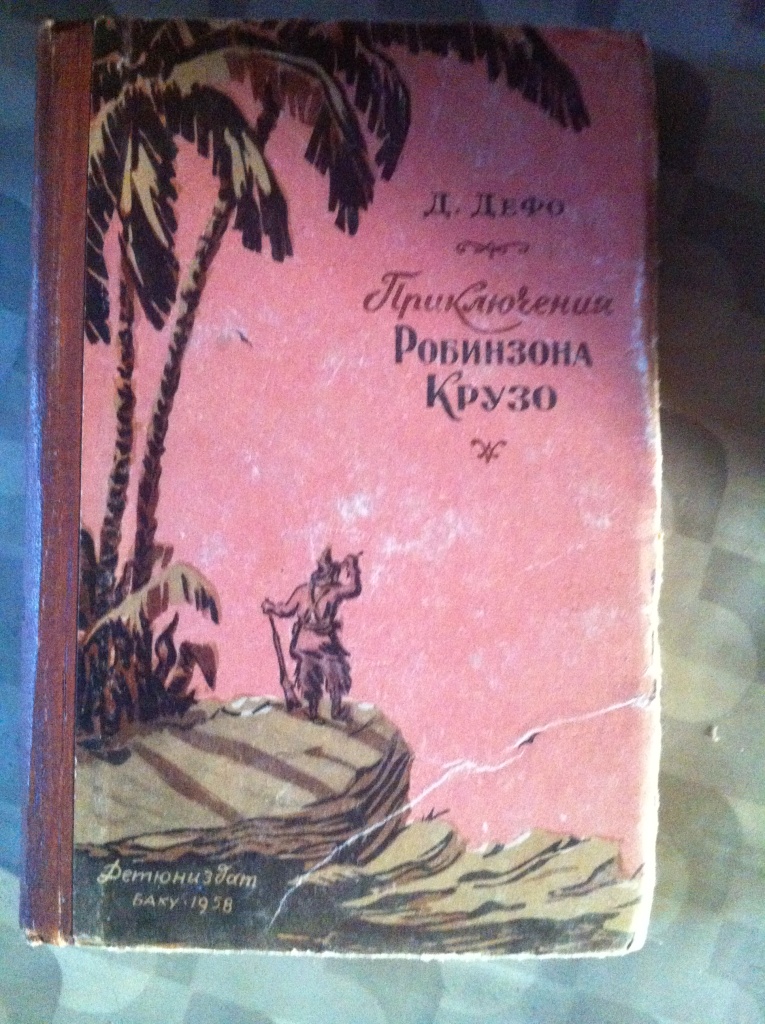 Д. Дефо
Приключения
Робинзона
Крузо
Детюниздат
Баку • 1958